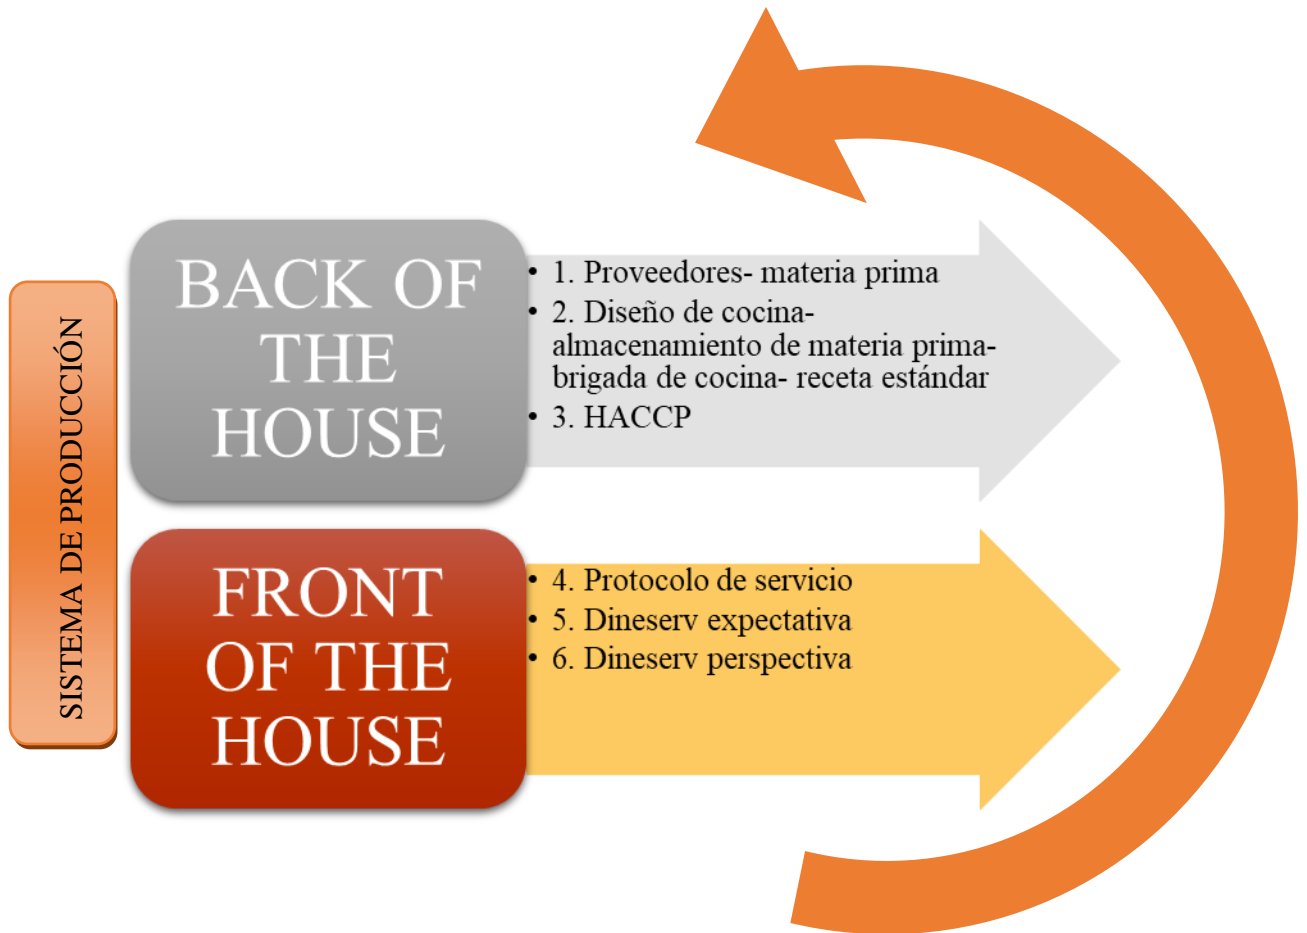 SISTEMA DE PRODUCCIÓN
BACK OF
THE
HOUSE
• 1. Proveedores- materia prima
• 2. Diseño de cocina-
almacenamiento de materia prima-
brigada de cocina- receta estándar
• 3. HACCP
FRONT
OF THE
HOUSE
• 4. Protocolo de servicio
• 5. Dineserv expectativa
• 6. Dineserv perspectiva